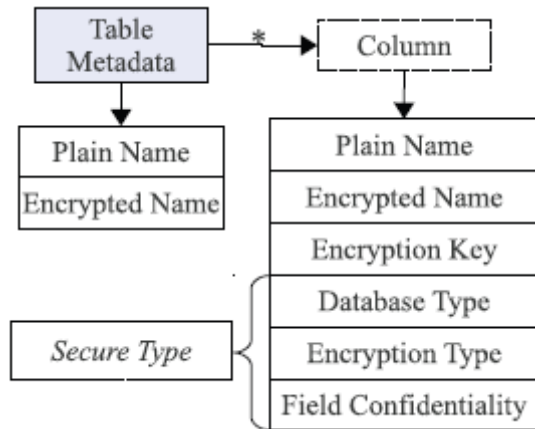 Table
Metadata
*
Column
Plain Name
Encrypted Name
Plain Name
Encrypted Name
Encryption Key
Database Type
Encryption Type
Field Confidentiality
Secure Type